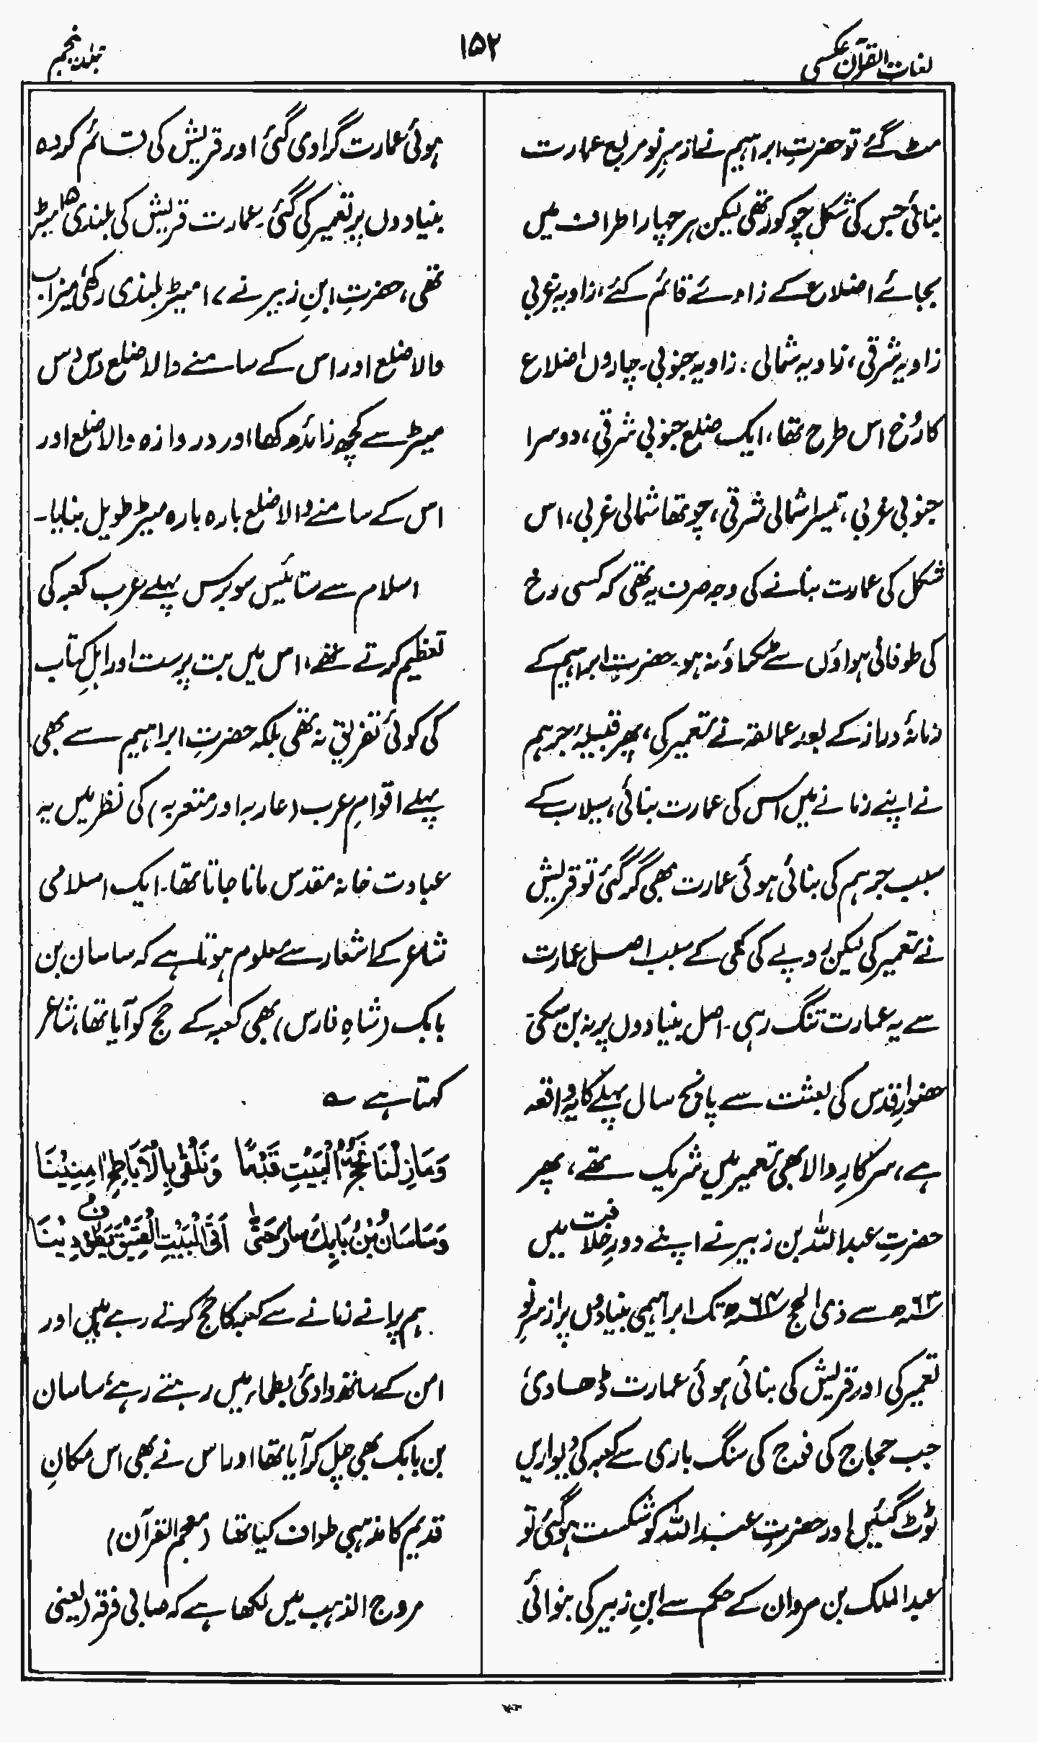 لغات القرآن عکسی
۱۵۲
جلد پنجم
مٹ گئے تو حضرتِ ابراہیم نے از سرِ نو مربع عمارت
بنائی جس کی شکل چوکور تھی لیکن ہر چہار اطراف میں
بجائے اضلاع کے زاوئے قائم کئے، زاویہ غربی
زاویہ شرقی، زاویہ شمالی، زاویہ جنوبی۔ چاروں اضلاع
کا رُخ اس طرح تھا، ایک ضلع جنوبی شرقی، دوسرا
جنوبی غربی، تیسرا شمالی شرقی، چوتھا شمالی غربی، اس
شکل کی عمارت بنانے کی وجہ صرف یہ تھی کہ کسی رخ
کی طوفانی ہواؤں سے ٹکراؤ نہ ہو۔ حضرتِ ابراہیم کے
زمانۂ دراز کے بعد عمالقہ نے تعمیر کی، پھر قبیلۂ جرہم
نے اپنے زمانے میں اس کی عمارت بنائی، سیلاب کے
سبب جرہم کی بنائی ہوئی عمارت بھی گر گئی تو قریش
نے تعمیر کی لیکن روپے کی کمی کے سبب اصل عمارت
سے یہ عمارت تنگ رہی۔ اصل بنیادوں پر نہ بن سکی
حضور اقدس کی بعثت سے پانچ سال پہلے کا یہ واقعہ
ہے، سرکارِ والا بھی تعمیر میں شریک تھے، پھر
حضرتِ عبداللہ بن زبیر نے اپنے دورِ خلافت میں
۶۳ھ سے ذی الحج ۶۴ھ تک ابراہیمی بنیادوں پر از سرِ نو
تعمیر کی اور قریش کی بنائی ہوئی عمارت ڈھا دی
جب حجاج کی فوج کی سنگ باری سے کعبہ کی دیواریں
ٹوٹ گئیں اور حضرتِ عبداللہ کو شکست ہو گئی تو
عبدالملک بن مروان کے حکم سے ابنِ زبیر کی بنوائی
ہوئی عمارت گرا دی گئی اور قریش کی قائم کردہ
بنیادوں پر تعمیر کی گئی۔ عمارت قریش کی بلندی ۱۵ میٹر
تھی، حضرتِ ابنِ زبیر نے ۱۷ میٹر بلندی رکھی، میزاب
والا ضلع اور اس کے سامنے والا ضلع دس دس
میٹر سے کچھ زائد رکھا اور دروازہ والا ضلع اور
اس کے سامنے والا ضلع بارہ بارہ میٹر طویل بنایا۔
اسلام سے ستائیس سو برس پہلے عرب کعبہ کی
تعظیم کرتے تھے، اس میں بت پرست اور اہلِ کتاب
کی کوئی تفریق نہ تھی بلکہ حضرتِ ابراہیم سے بھی
پہلے اقوامِ عرب (عاربہ اور متعربہ) کی نظر میں یہ
عبادت خانہ مقدس مانا جاتا تھا۔ ایک اسلامی
شاعر کے اشعار سے معلوم ہوتا ہے کہ ساسان بن
بابک (شاہِ فارس) بھی کعبہ کے حج کو آیا تھا، شاعر
کہتا ہے ؎
وَمَا زِلْنَا نَحُجُّ الْبَيْتَ قِدْمًا وَنُلْقٰى بِالْاَبَاطِحِ اٰمِنِيْنَا
وَسَاسَانُ بْنُ بَابِكَ سَارَ حَتّٰى اَتَى الْبَيْتَ الْعَتِيْقَ يَطُوْفُ دِيْنَا
ہم پرانے زمانے سے کعبہ کا حج کرتے رہے ہیں اور
امن کے ساتھ وادئ بطحاء میں رہتے رہے، ساسان
بن بابک بھی چل کر آیا تھا اور اس نے بھی اس مکانِ
قدیم کا مذہبی طواف کیا تھا (معجم القرآن)
مروج الذہب میں لکھا ہے کہ صابی فرقہ (یعنی